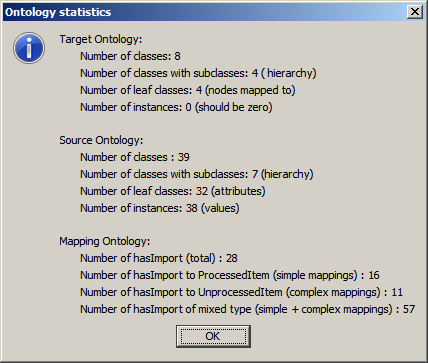 Ontology statistics
Target Ontology:
Number of classes: 8
Number of classes with subclasses: 4 ( hierarchy)
Number of leaf classes: 4 (nodes mapped to)
Number of instances: 0 (should be zero)
Source Ontology:
Number of classes : 39
Number of classes with subclasses: 7 (hierarchy)
Number of leaf classes: 32 (attributes)
Number of instances: 38 (values)
Mapping Ontology:
Number of hasImport (total) : 28
Number of hasImport to ProcessedItem (simple mappings) : 16
Number of hasImport to UnprocessedItem (complex mappings) : 11
Number of hasImport of mixed type (simple + complex mappings) : 57
OK